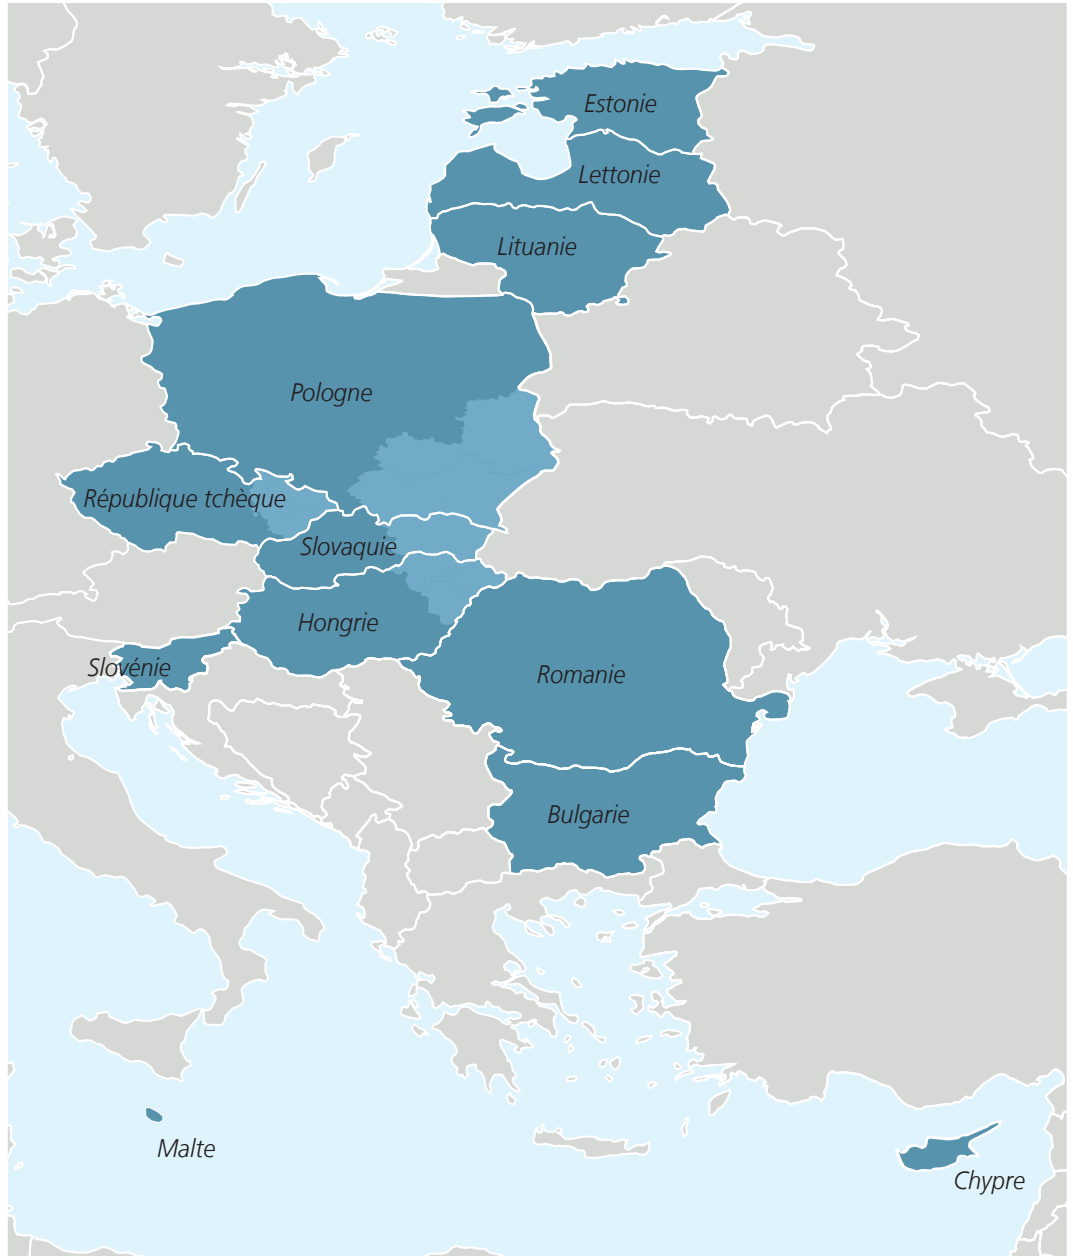 Estonie
Lettonie
Lituanie
Pologne
République tchèque
Slovaquie
Hongrie
Slovénie
Romanie
Bulgarie
Malte
Chypre